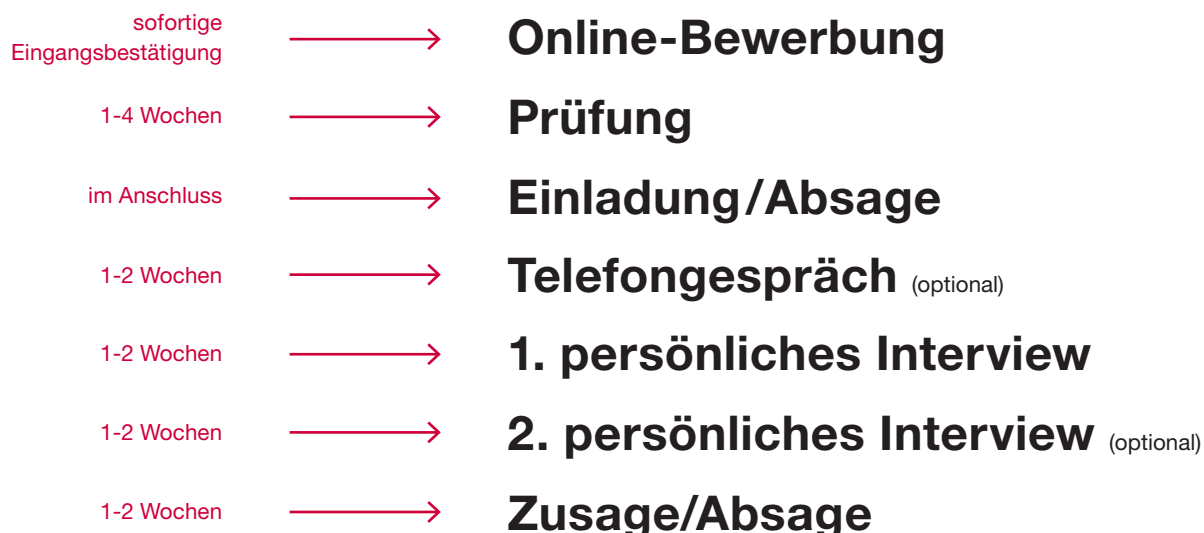 sofortige
Eingangsbestätigung
Online-Bewerbung
1-4 Wochen
Prüfung
im Anschluss
Einladung/Absage
1-2 Wochen
Telefongespräch (optional)
1-2 Wochen
1. persönliches Interview
1-2 Wochen
2. persönliches Interview (optional)
1-2 Wochen
Zusage/Absage